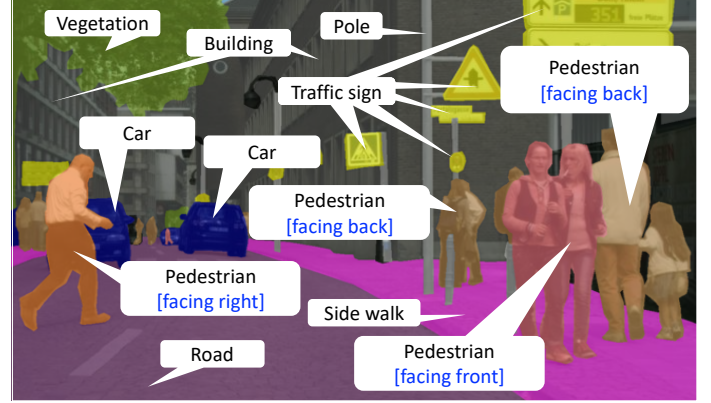 Vegetation
Building
Pole
Traffic sign
351
Pedestrian
[facing back]
Car
Car
Pedestrian
[facing back]
Pedestrian
[facing right]
Side walk
Road
Pedestrian
[facing front]